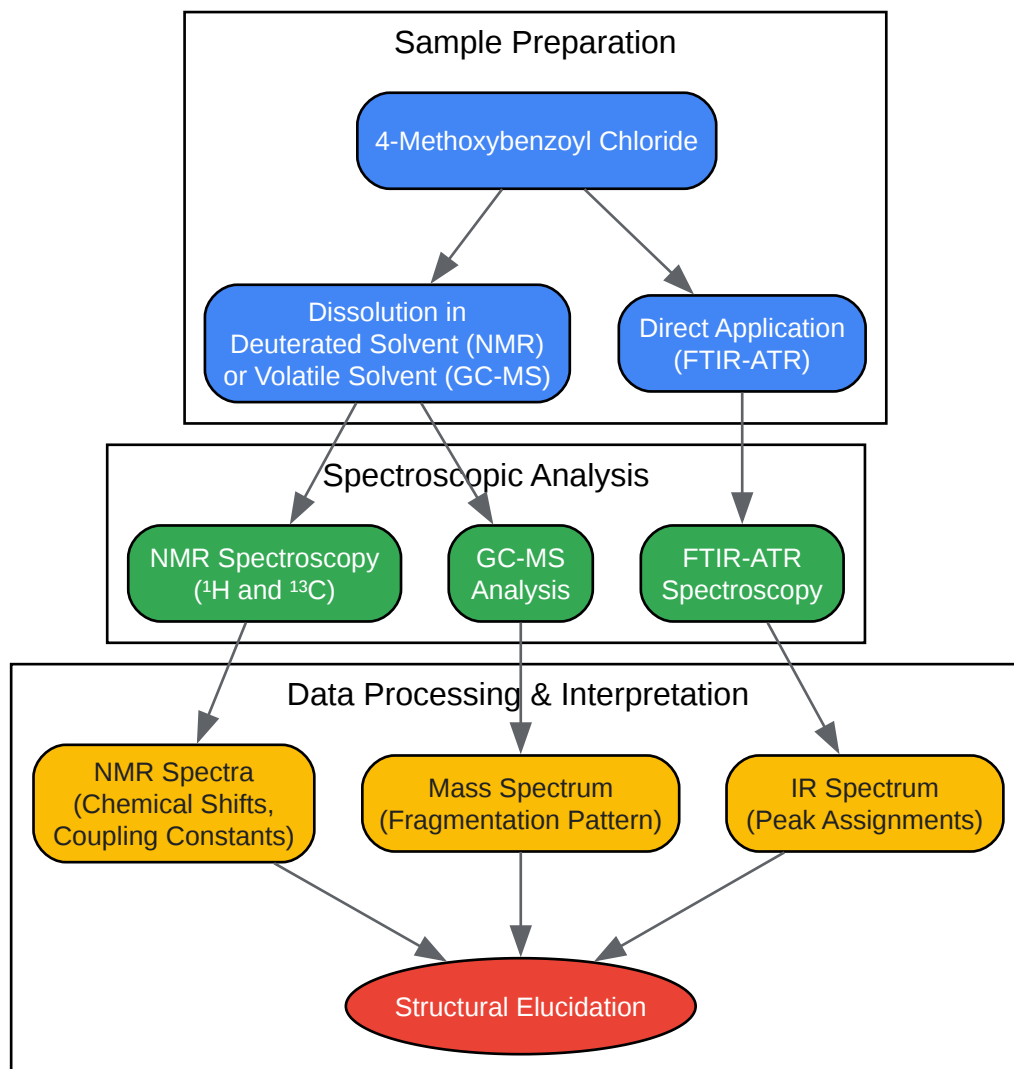 Sample Preparation
4-Methoxybenzoyl Chloride
Dissolution in
Deuterated Solvent (NMR)
or Volatile Solvent (GC-MS)
Direct Application
(FTIR-ATR)
Spectroscopic Analysis
NMR Spectroscopy
(¹H and ¹³C)
GC-MS
Analysis
FTIR-ATR
Spectroscopy
Data Processing & Interpretation
NMR Spectra
(Chemical Shifts,
Coupling Constants)
Mass Spectrum
(Fragmentation Pattern)
IR Spectrum
(Peak Assignments)
Structural Elucidation